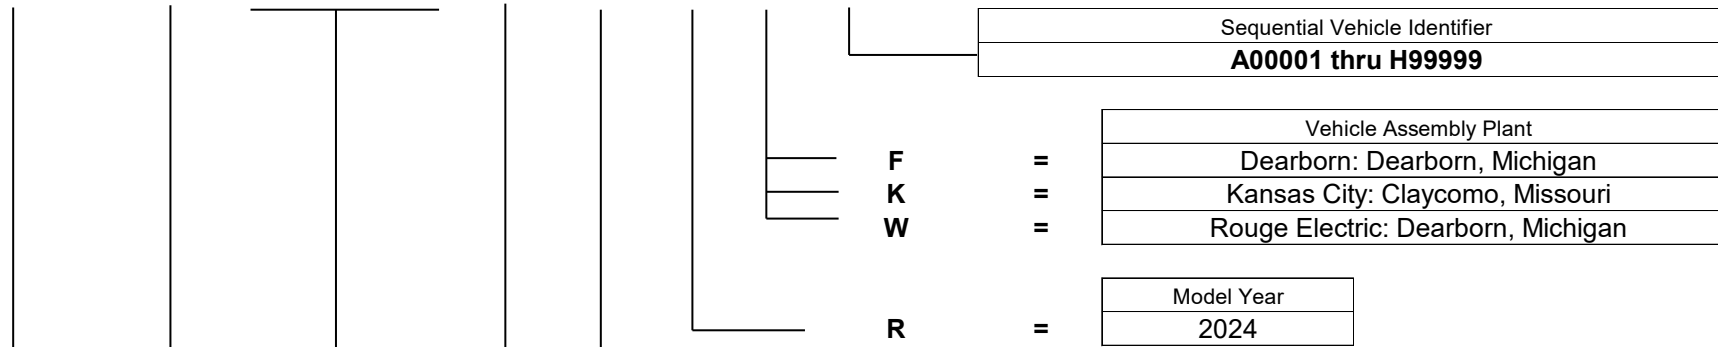 Sequential Vehicle Identifier
A00001 thru H99999
Vehicle Assembly Plant
F = Dearborn: Dearborn, Michigan
K = Kansas City: Claycomo, Missouri
W = Rouge Electric: Dearborn, Michigan
Model Year
R = 2024